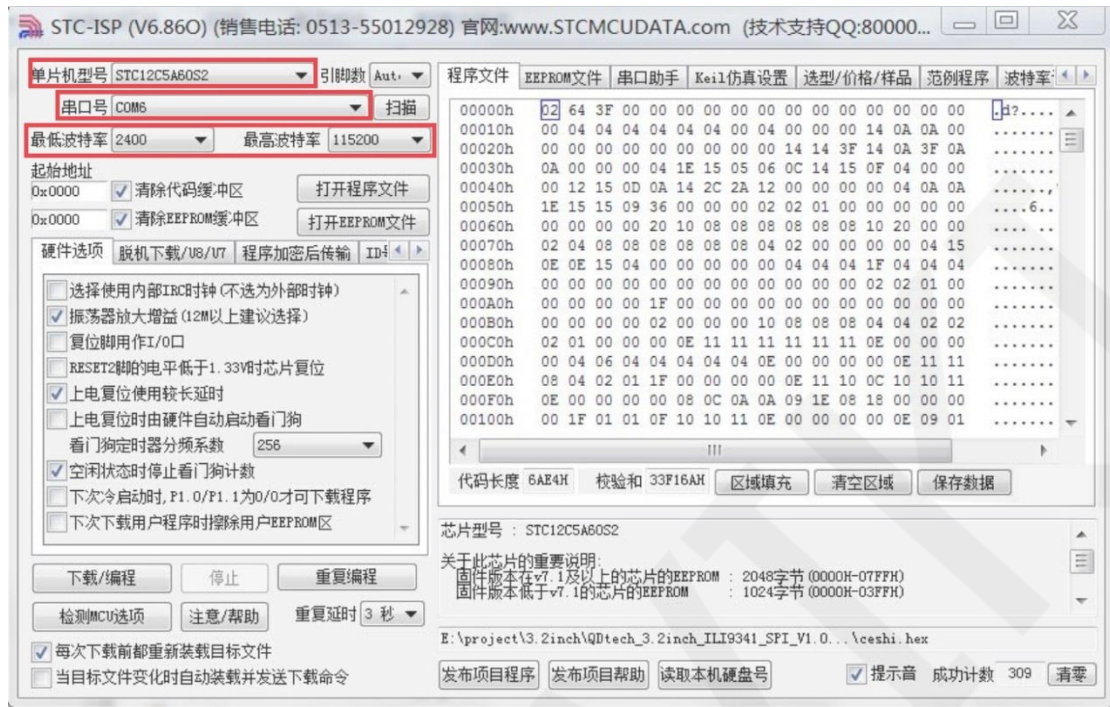 STC-ISP (V6.86O) (销售电话: 0513-55012928) 官网:www.STCMCUDATA.com (技术支持QQ:80000...
单片机型号 STC12C5A60S2 引脚数 Aut
串口号 COM6 扫描
最低波特率 2400 最高波特率 115200
起始地址
0x0000 清除代码缓冲区 打开程序文件
0x0000 清除EEPROM缓冲区 打开EEPROM文件
硬件选项 脱机下载/U8/U7 程序加密后传输
选择使用内部IRC时钟(不选为外部时钟)
振荡器放大增益(12M以上建议选择)
复位脚用作I/O口
RESET2脚的电平低于1.33V时芯片复位
上电复位使用较长延时
上电复位时由硬件自动启动看门狗
看门狗定时器分频系数 256
空闲状态时停止看门狗计数
下次冷启动时, P1.0/P1.1为0/0才可下载程序
下次下载用户程序时擦除用户EEPROM区
下载/编程 停止 重复编程
检测MCU选项 注意/帮助 重复延时 3 秒
每次下载前都重新装载目标文件
当目标文件变化时自动装载并发送下载命令
程序文件 EEPROM文件 串口助手 Keil仿真设置 选型/价格/样品 范例程序 波特率
00000h 02 64 3F 00 00 00 00 00 00 00 00 00 00 00 00 00 .d?....
00010h 00 04 04 04 04 04 04 00 04 00 00 00 14 0A 0A 00 .......
00020h 00 00 00 00 00 00 00 00 00 14 14 3F 14 0A 3F 0A .......
00030h 0A 00 00 00 04 1E 15 05 06 0C 14 15 0F 04 00 00 .......
00040h 00 12 15 0D 0A 14 2C 2A 12 00 00 00 00 04 0A 0A ......,
00050h 1E 15 15 09 36 00 00 00 02 02 01 00 00 00 00 00 ....6..
00060h 00 00 00 00 20 10 08 08 08 08 08 08 10 20 00 00 .... ..
00070h 02 04 08 08 08 08 08 08 04 02 00 00 00 00 04 15 .......
00080h 0E 0E 15 04 00 00 00 00 00 04 04 04 1F 04 04 04 .......
00090h 00 00 00 00 00 00 00 00 00 00 00 00 02 02 01 00 .......
000A0h 00 00 00 00 1F 00 00 00 00 00 00 00 00 00 00 00 .......
000B0h 00 00 00 00 02 00 00 00 10 08 08 08 04 04 02 02 .......
000C0h 02 01 00 00 00 0E 11 11 11 11 11 11 0E 00 00 00 .......
000D0h 00 04 06 04 04 04 04 04 0E 00 00 00 00 0E 11 11 .......
000E0h 08 04 02 01 1F 00 00 00 00 0E 11 10 0C 10 10 11 .......
000F0h 0E 00 00 00 00 08 0C 0A 0A 09 1E 08 18 00 00 00 .......
00100h 00 1F 01 01 0F 10 10 11 0E 00 00 00 00 0E 09 01 .......
代码长度 6AE4H 校验和 33F16AH 区域填充 清空区域 保存数据
芯片型号 : STC12C5A60S2
关于此芯片的重要说明:
固件版本在v7.1及以上的芯片的EEPROM : 2048字节(0000H-07FFH)
固件版本低于v7.1的芯片的EEPROM : 1024字节(0000H-03FFH)
E:\project\3.2inch\QDtech_3.2inch_ILI9341_SPI_V1.0...\ceshi.hex
发布项目程序 发布项目帮助 读取本机硬盘号 提示音 成功计数 309 清零